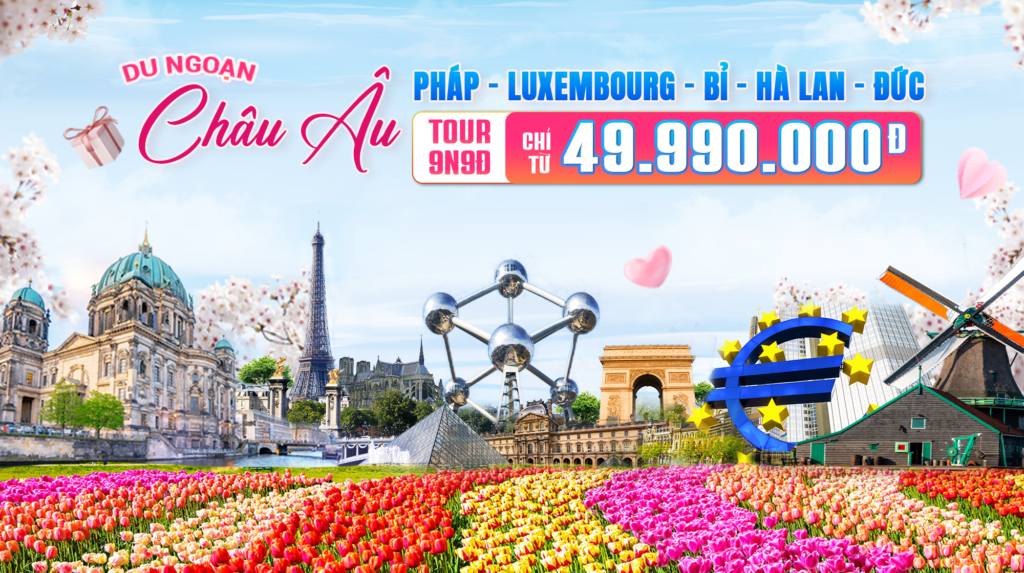 DU NGOẠN
Châu Âu
PHÁP - LUXEMBOURG - BỈ - HÀ LAN - ĐỨC
TOUR
9N9Đ
CHỈ
TỪ
49.990.000Đ